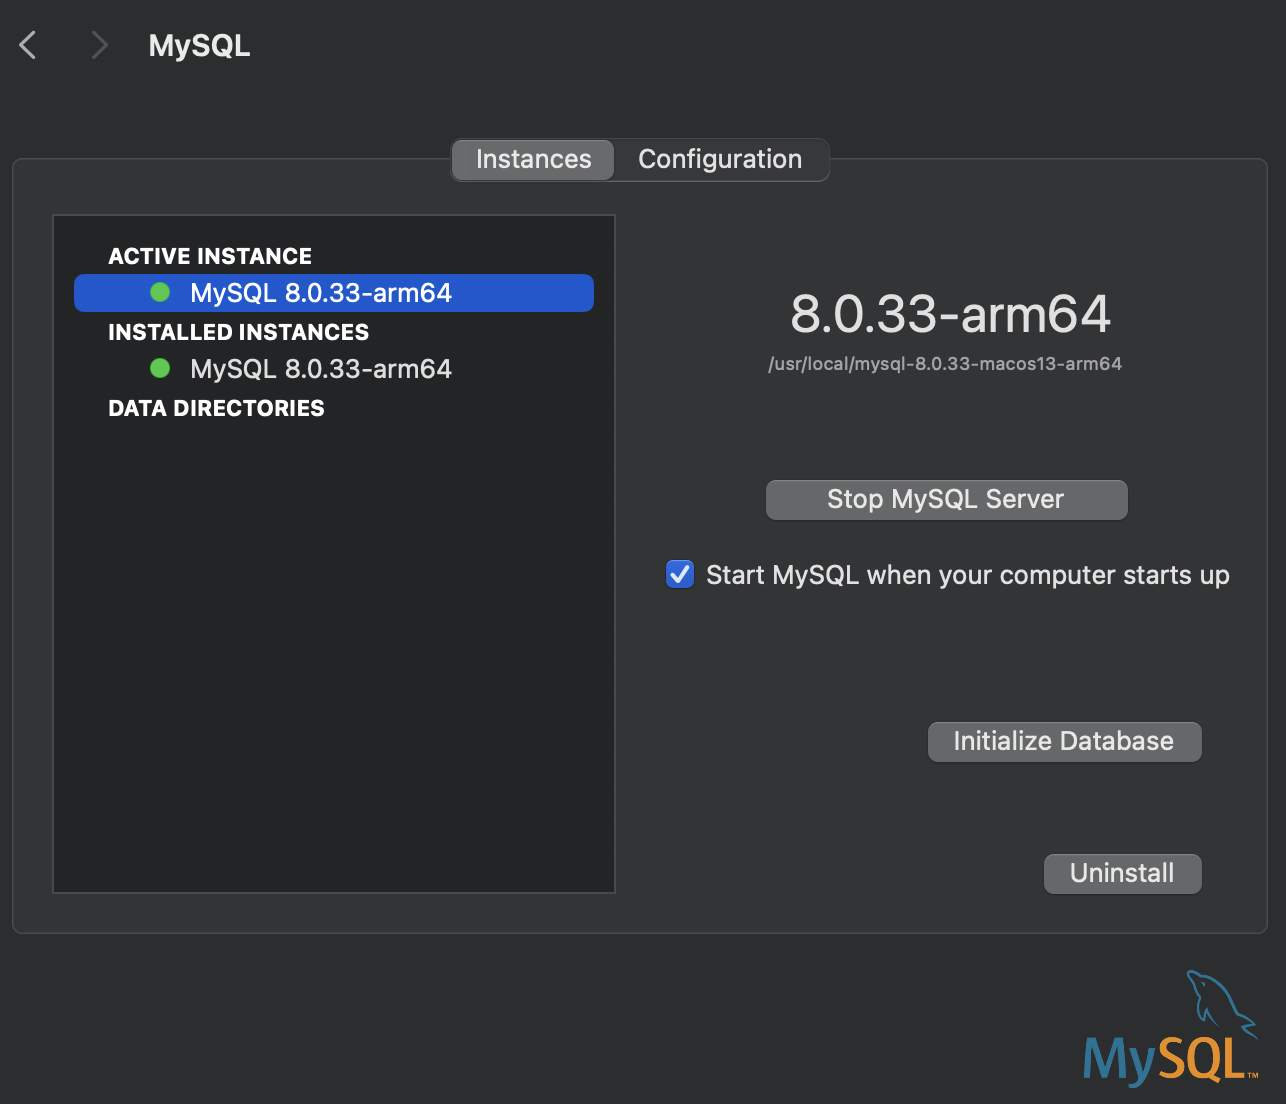 MySQL
Instances Configuration
ACTIVE INSTANCE
MySQL 8.0.33-arm64
INSTALLED INSTANCES
MySQL 8.0.33-arm64
DATA DIRECTORIES
8.0.33-arm64
/usr/local/mysql-8.0.33-macos13-arm64
Stop MySQL Server
Start MySQL when your computer starts up
Initialize Database
Uninstall
MySQL™